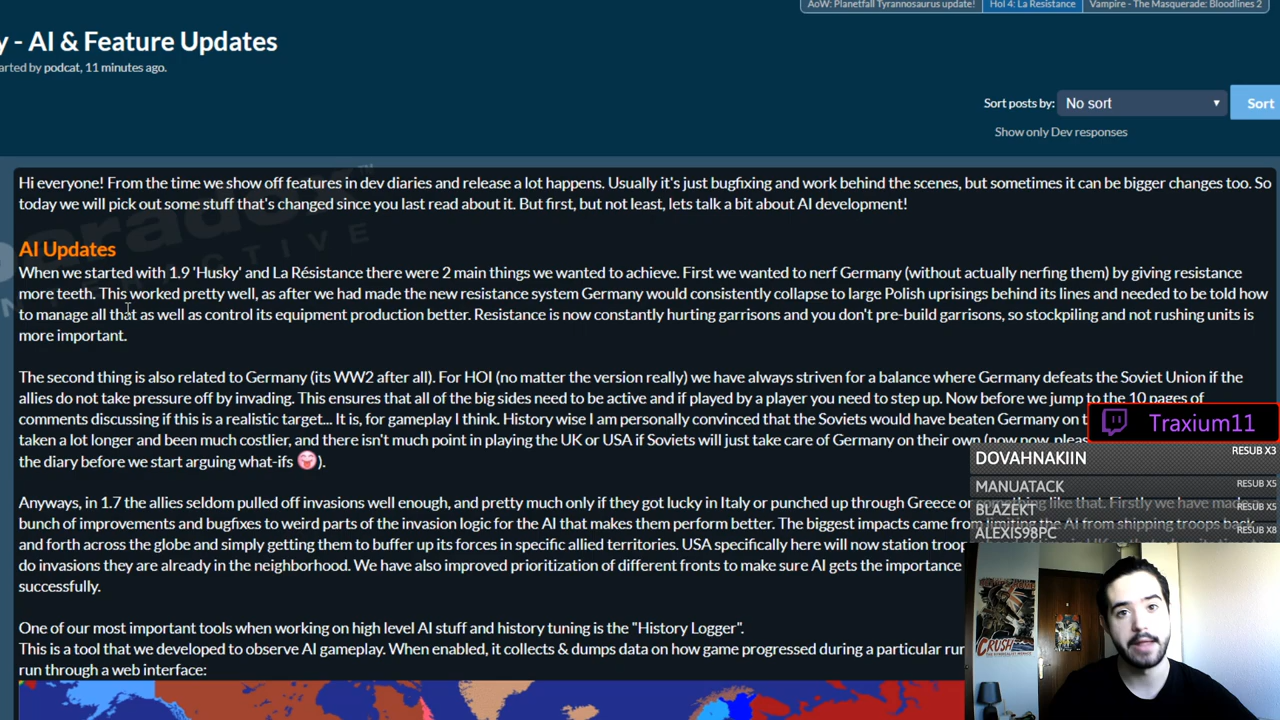 AoW: Planetfall Tyrannosaurus update! HoI 4: La Resistance Vampire - The Masquerade: Bloodlines 2
y - AI & Feature Updates
arted by podcat, 11 minutes ago.
Sort posts by: No sort Sort
Show only Dev responses
Hi everyone! From the time we show off features in dev diaries and release a lot happens. Usually it's just bugfixing and work behind the scenes, but sometimes it can be bigger changes too. So
today we will pick out some stuff that's changed since you last read about it. But first, but not least, lets talk a bit about AI development!
AI Updates
When we started with 1.9 'Husky' and La Résistance there were 2 main things we wanted to achieve. First we wanted to nerf Germany (without actually nerfing them) by giving resistance
more teeth. This worked pretty well, as after we had made the new resistance system Germany would consistently collapse to large Polish uprisings behind its lines and needed to be told how
to manage all that as well as control its equipment production better. Resistance is now constantly hurting garrisons and you don't pre-build garrisons, so stockpiling and not rushing units is
more important.
The second thing is also related to Germany (its WW2 after all). For HOI (no matter the version really) we have always striven for a balance where Germany defeats the Soviet Union if the
allies do not take pressure off by invading. This ensures that all of the big sides need to be active and if played by a player you need to step up. Now before we jump to the 10 pages of
comments discussing if this is a realistic target... It is, for gameplay I think. History wise I am personally convinced that the Soviets would have beaten Germany on
taken a lot longer and been much costlier, and there isn't much point in playing the UK or USA if Soviets will just take care of Germany on their own (now now,
the diary before we start arguing what-ifs ).
Anyways, in 1.7 the allies seldom pulled off invasions well enough, and pretty much only if they got lucky in Italy or punched up through Greece or something like that. Firstly we have made
bunch of improvements and bugfixes to weird parts of the invasion logic for the AI that makes them perform better. The biggest impacts came from limiting the AI from shipping troops back
and forth across the globe and simply getting them to buffer up its forces in specific allied territories. USA specifically here will now station
do invasions they are already in the neighborhood. We have also improved prioritization of different fronts to make sure AI gets the importance
successfully.
One of our most important tools when working on high level AI stuff and history tuning is the "History Logger".
This is a tool that we developed to observe AI gameplay. When enabled, it collects & dumps data on how game progressed during a particular run
run through a web interface:
Traxium11
DOVAHNAKIIN RESUB X3
MANUATACK RESUB X5
BLAZEKT RESUB X5
ALEXIS98PC RESUB X8
CRUSH